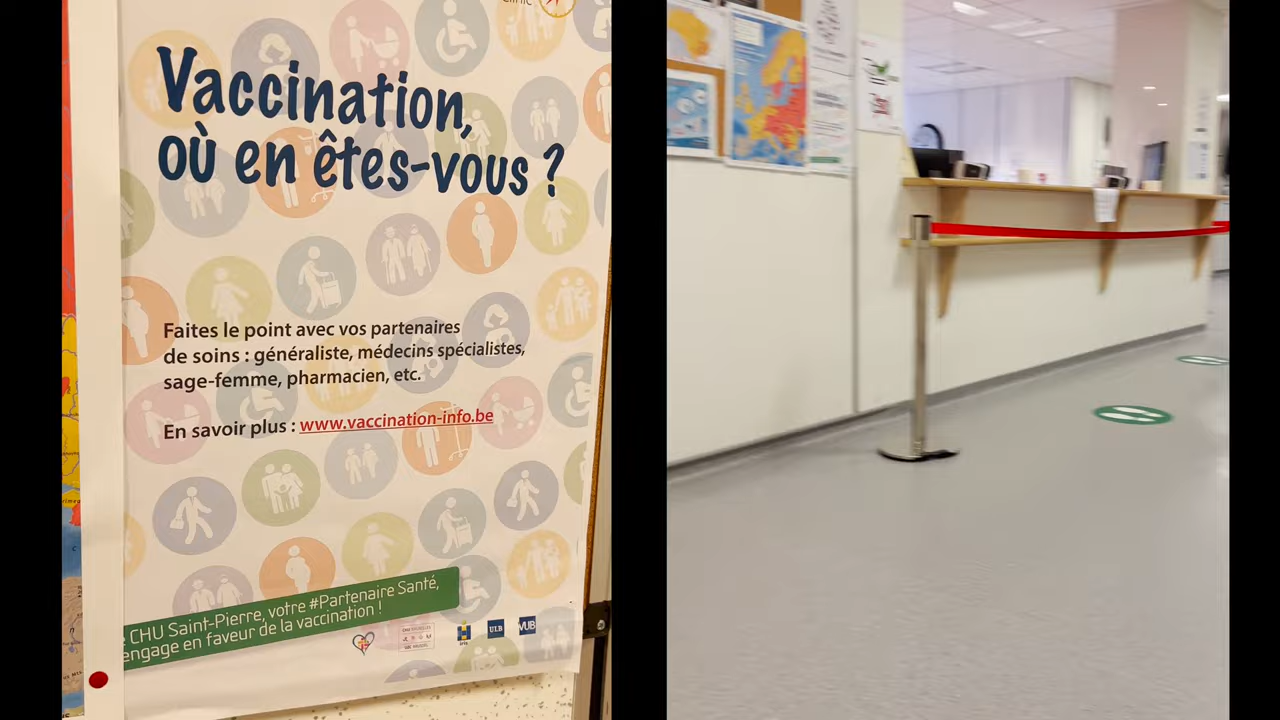 Clinic
Vaccination,
où en êtes-vous ?
Faites le point avec vos partenaires
de soins : généraliste, médecins spécialistes,
sage-femme, pharmacien, etc.
En savoir plus : www.vaccination-info.be
CHU Saint-Pierre, votre #Partenaire Santé,
engage en faveur de la vaccination !
iris
ULB
VUB